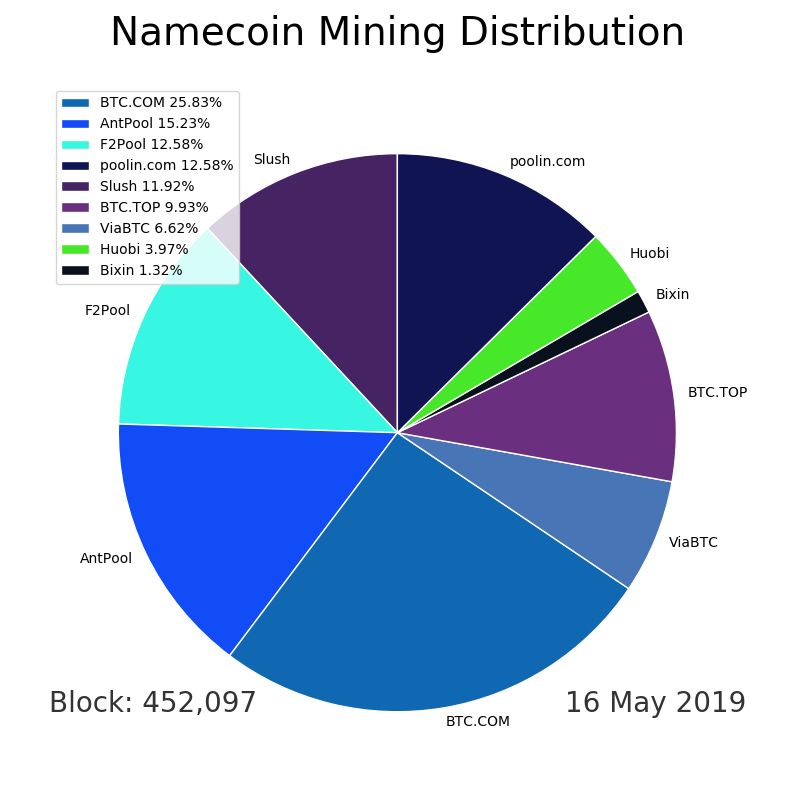 Namecoin Mining Distribution
BTC.COM 25.83%
AntPool 15.23%
F2Pool 12.58%
poolin.com 12.58%
Slush 11.92%
BTC.TOP 9.93%
ViaBTC 6.62%
Huobi 3.97%
Bixin 1.32%
Slush
poolin.com
Huobi
Bixin
F2Pool
BTC.TOP
ViaBTC
AntPool
Block: 452,097
16 May 2019
BTC.COM